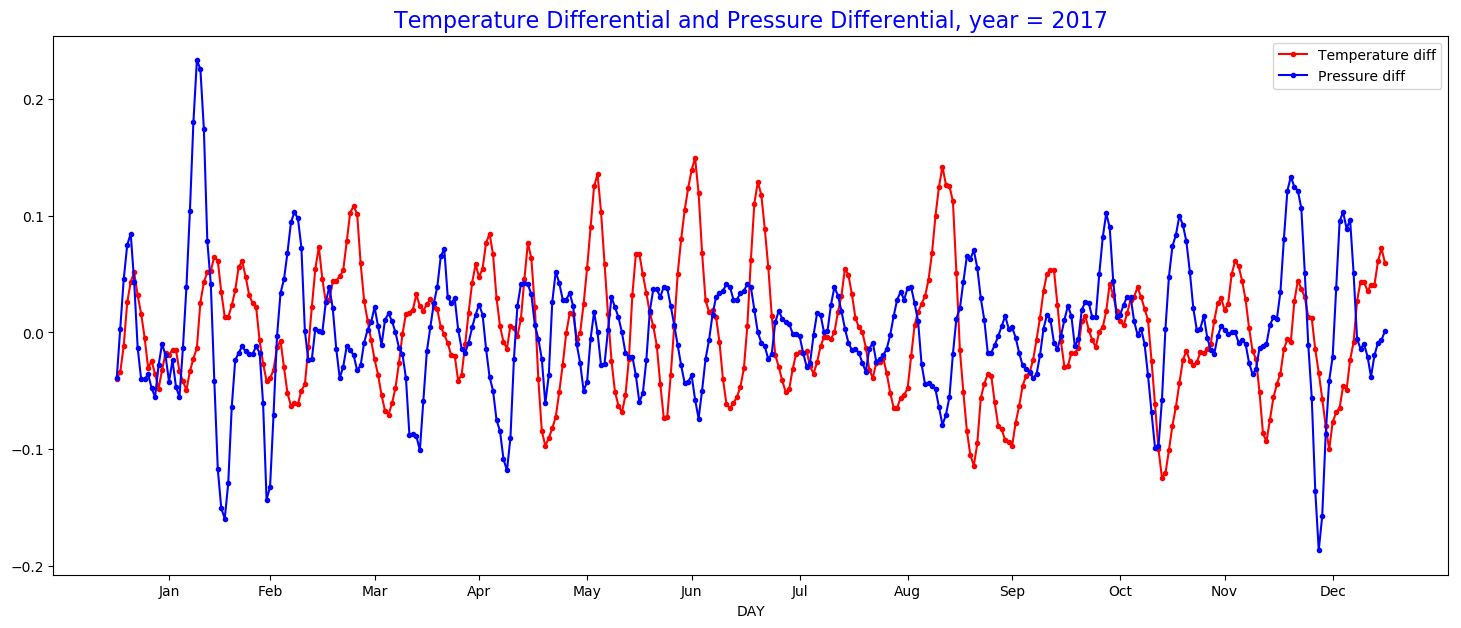 Temperature Differential and Pressure Differential, year = 2017
Temperature diff
Pressure diff
0.2
0.1
0.0
−0.1
−0.2
Jan Feb Mar Apr May Jun Jul Aug Sep Oct Nov Dec
DAY